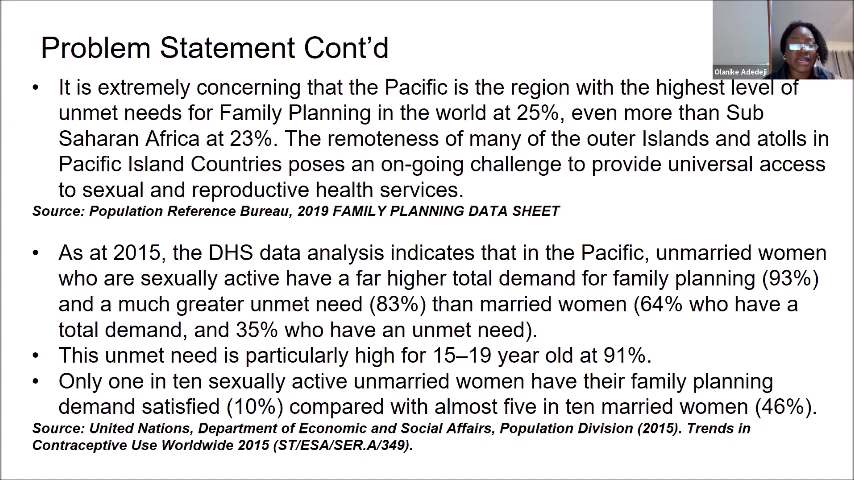 Olanike Adedeji
Problem Statement Cont'd
• It is extremely concerning that the Pacific is the region with the highest level of
unmet needs for Family Planning in the world at 25%, even more than Sub
Saharan Africa at 23%. The remoteness of many of the outer Islands and atolls in
Pacific Island Countries poses an on-going challenge to provide universal access
to sexual and reproductive health services.
Source: Population Reference Bureau, 2019 FAMILY PLANNING DATA SHEET
• As at 2015, the DHS data analysis indicates that in the Pacific, unmarried women
who are sexually active have a far higher total demand for family planning (93%)
and a much greater unmet need (83%) than married women (64% who have a
total demand, and 35% who have an unmet need).
• This unmet need is particularly high for 15–19 year old at 91%.
• Only one in ten sexually active unmarried women have their family planning
demand satisfied (10%) compared with almost five in ten married women (46%).
Source: United Nations, Department of Economic and Social Affairs, Population Division (2015). Trends in
Contraceptive Use Worldwide 2015 (ST/ESA/SER.A/349).